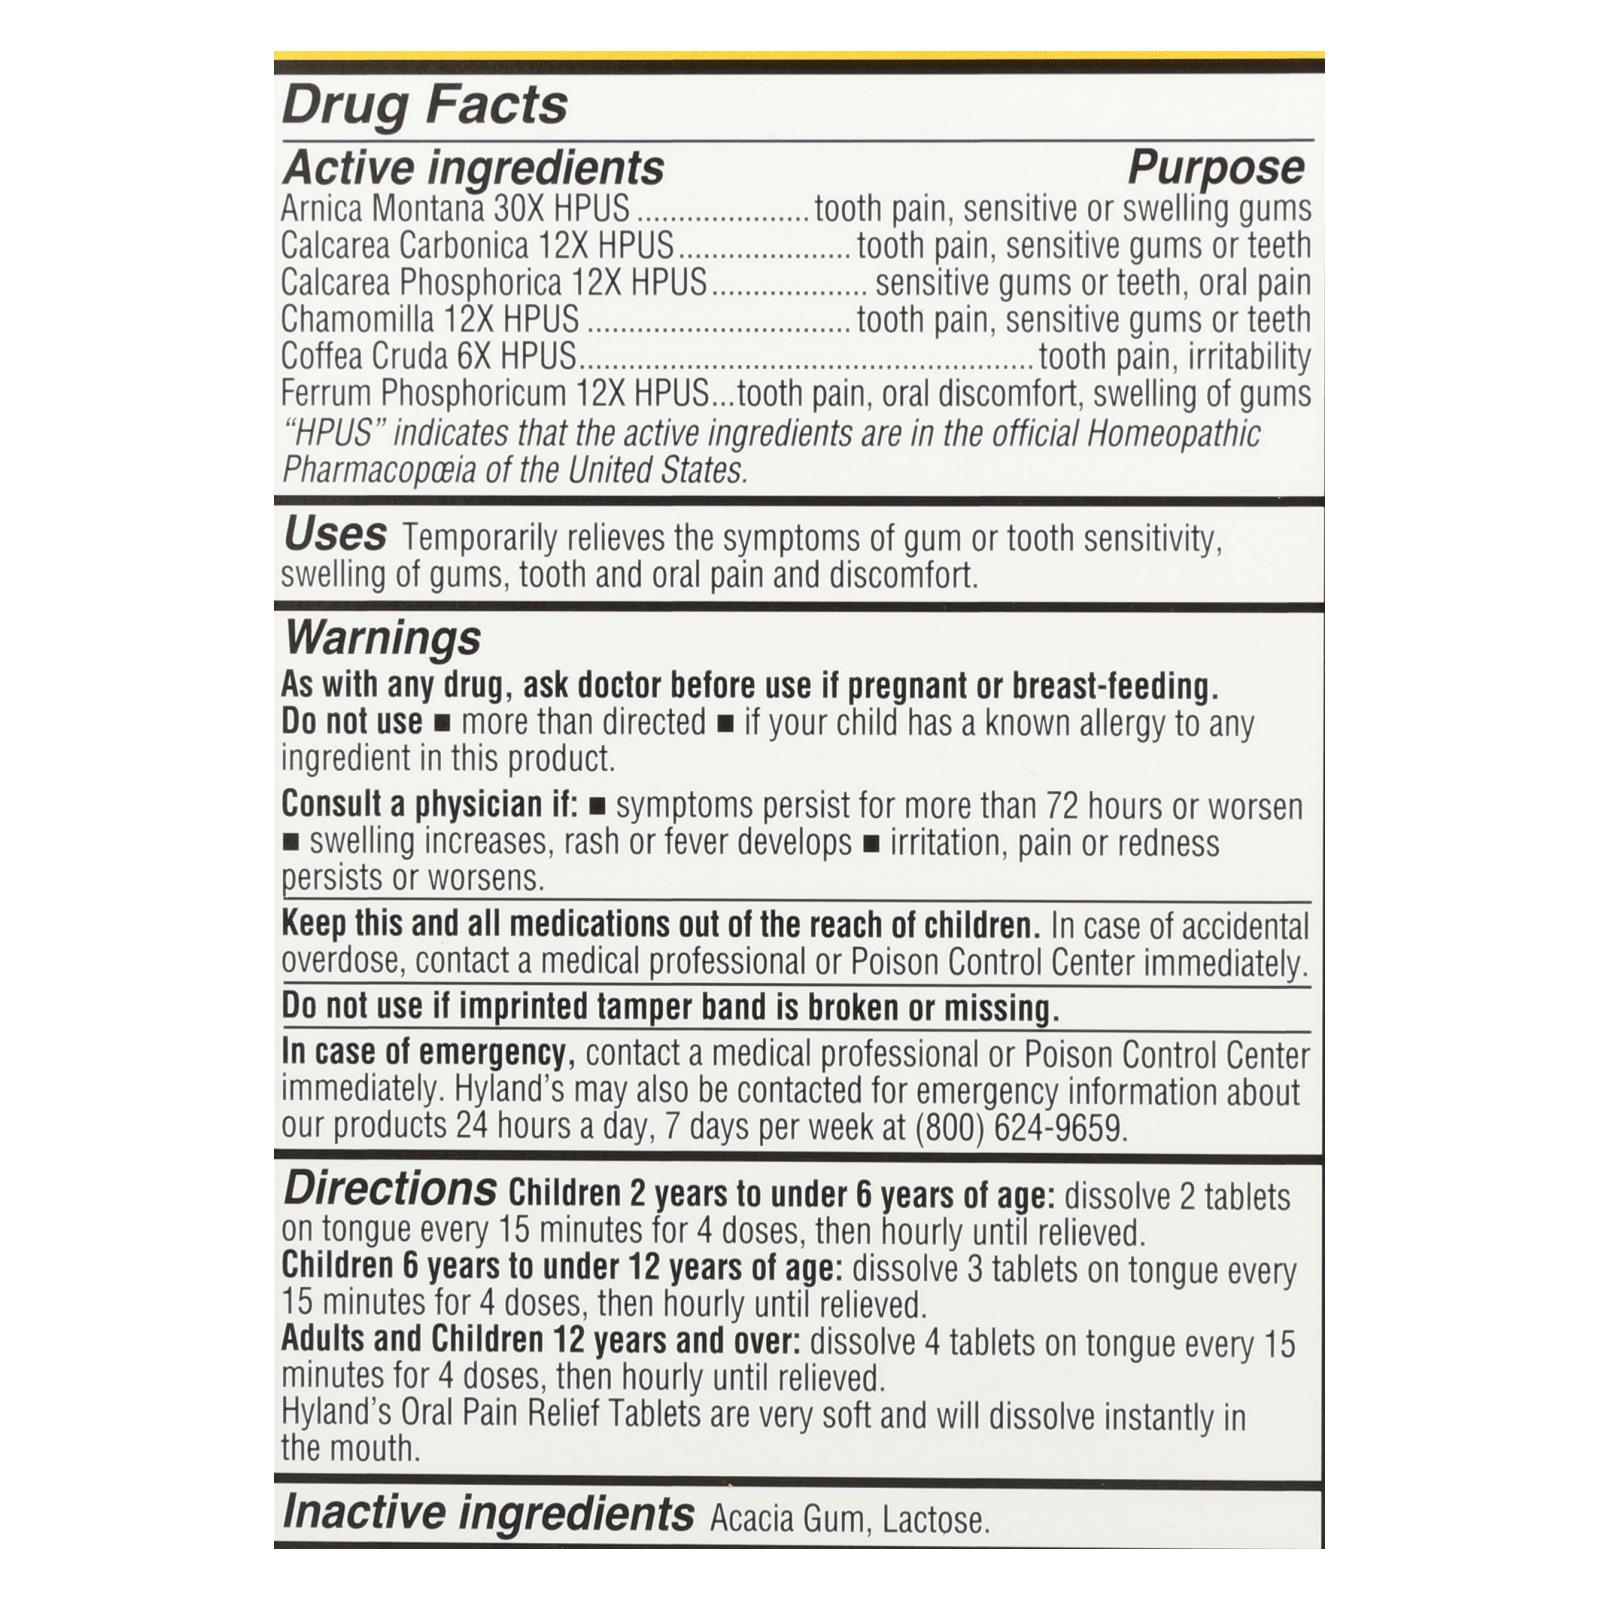 Drug Facts
Active ingredients Purpose
Arnica Montana 30X HPUS.....................tooth pain, sensitive or swelling gums
Calcarea Carbonica 12X HPUS.....................tooth pain, sensitive gums or teeth
Calcarea Phosphorica 12X HPUS...................sensitive gums or teeth, oral pain
Chamomilla 12X HPUS................................tooth pain, sensitive gums or teeth
Coffea Cruda 6X HPUS.......................................................tooth pain, irritability
Ferrum Phosphoricum 12X HPUS...tooth pain, oral discomfort, swelling of gums
“HPUS” indicates that the active ingredients are in the official Homeopathic
Pharmacopœia of the United States.
Uses Temporarily relieves the symptoms of gum or tooth sensitivity,
swelling of gums, tooth and oral pain and discomfort.
Warnings
As with any drug, ask doctor before use if pregnant or breast-feeding.
Do not use ■ more than directed ■ if your child has a known allergy to any
ingredient in this product.
Consult a physician if: ■ symptoms persist for more than 72 hours or worsen
■ swelling increases, rash or fever develops ■ irritation, pain or redness
persists or worsens.
Keep this and all medications out of the reach of children. In case of accidental
overdose, contact a medical professional or Poison Control Center immediately.
Do not use if imprinted tamper band is broken or missing.
In case of emergency, contact a medical professional or Poison Control Center
immediately. Hyland’s may also be contacted for emergency information about
our products 24 hours a day, 7 days per week at (800) 624-9659.
Directions Children 2 years to under 6 years of age: dissolve 2 tablets
on tongue every 15 minutes for 4 doses, then hourly until relieved.
Children 6 years to under 12 years of age: dissolve 3 tablets on tongue every
15 minutes for 4 doses, then hourly until relieved.
Adults and Children 12 years and over: dissolve 4 tablets on tongue every 15
minutes for 4 doses, then hourly until relieved.
Hyland’s Oral Pain Relief Tablets are very soft and will dissolve instantly in
the mouth.
Inactive ingredients Acacia Gum, Lactose.